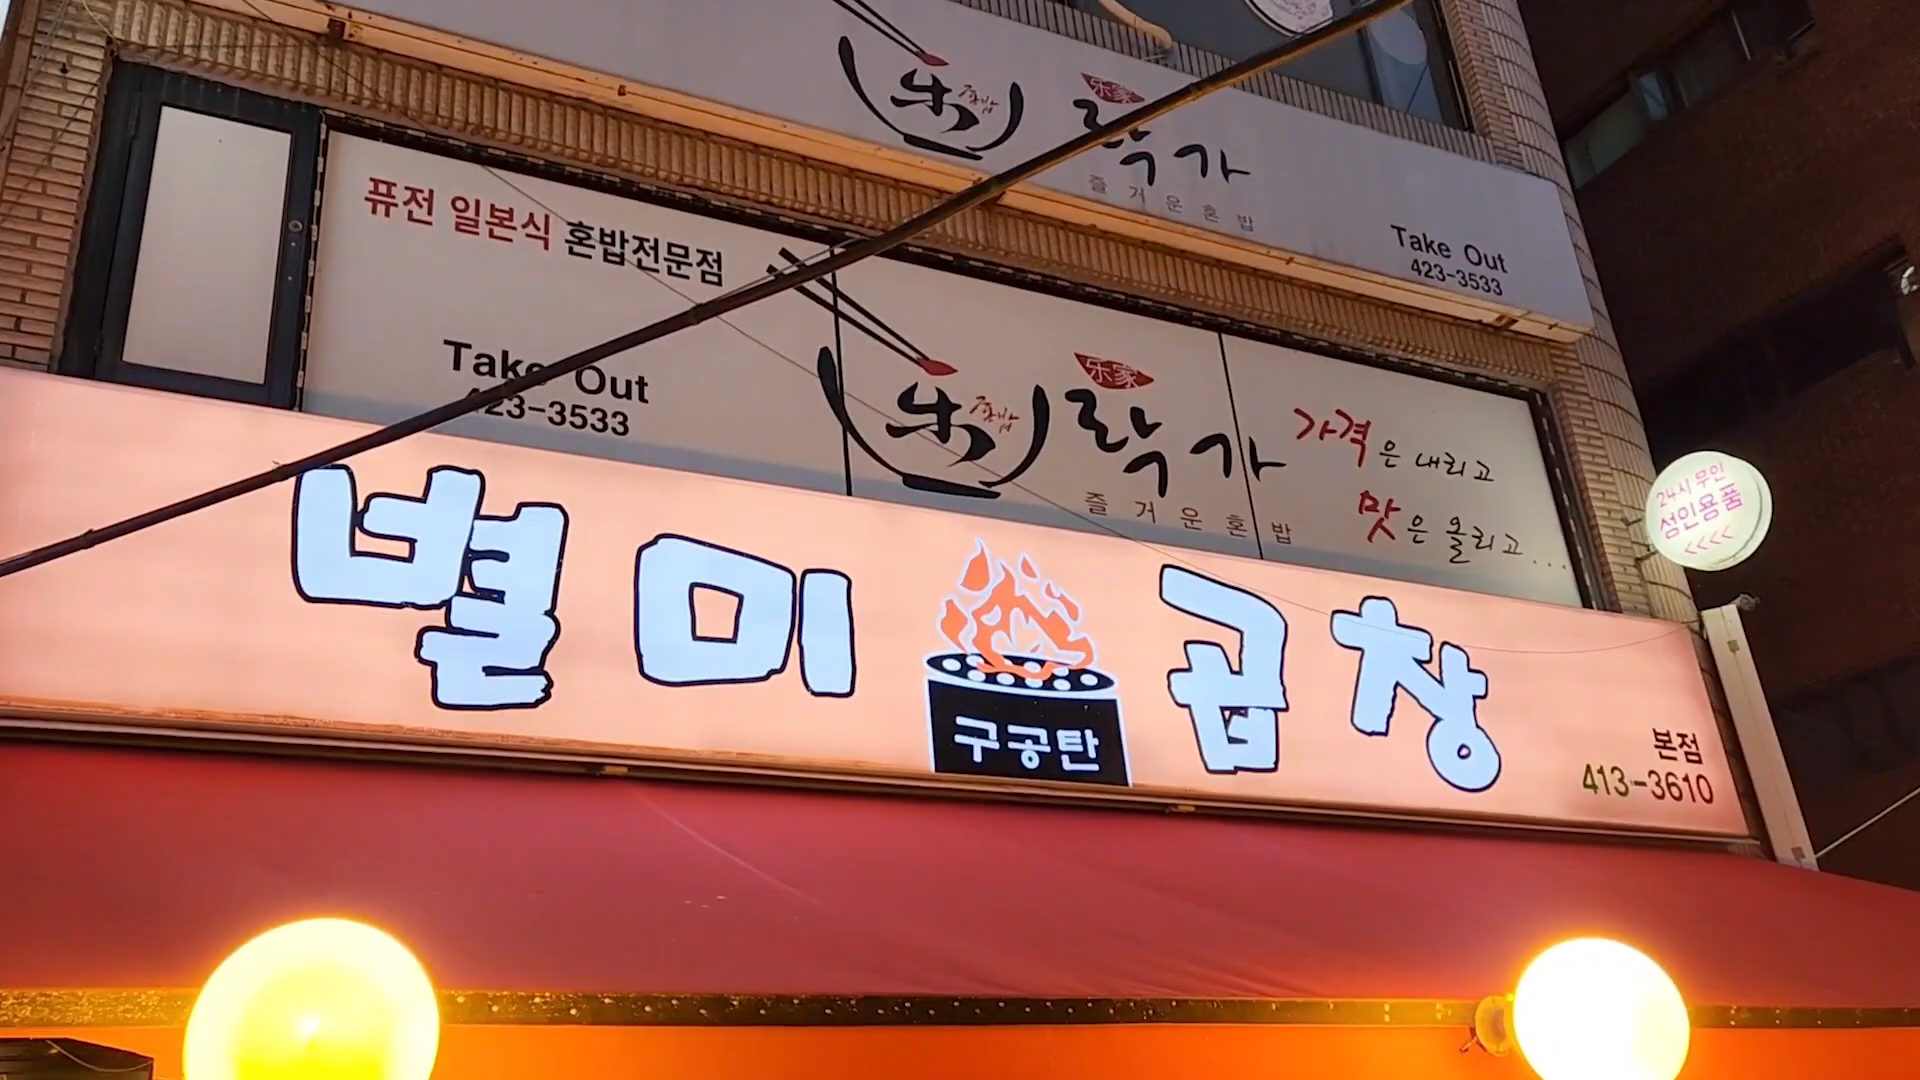 乐家
락가
혼밥
즐거운혼밥
Take Out
423-3533
퓨전 일본식 혼밥전문점
Take Out
423-3533
혼밥
乐家
락가
즐거운혼밥
가격은 내리고
맛은 올리고...
24시 무인
성인용품
<<<<
별미 곱창
구공탄
본점
413-3610